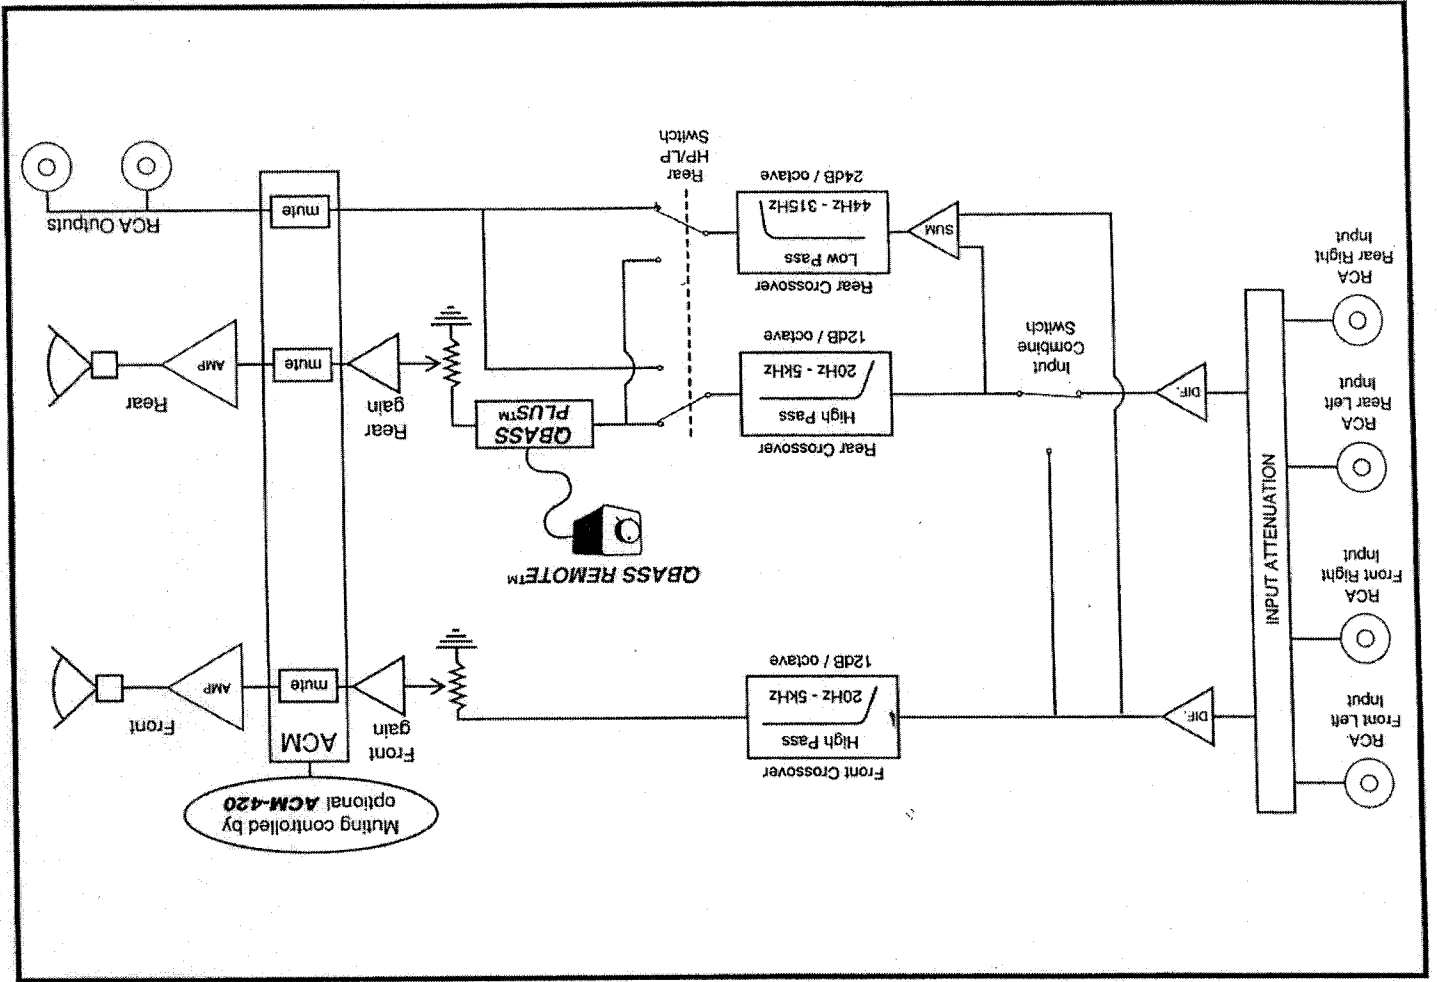 Muting controlled by
optional ACM-420
RCA
Front Left
Input
RCA
Front Right
Input
RCA
Rear Left
Input
RCA
Rear Right
Input
INPUT ATTENUATION
DIF.
DIF.
Input
Combine
Switch
SUM
Front Crossover
High Pass
20Hz - 5kHz
12dB / octave
Rear Crossover
High Pass
20Hz - 5kHz
12dB / octave
Rear Crossover
Low Pass
44Hz - 315Hz
24dB / octave
Rear
HP/LP
Switch
QBASS REMOTE™
QBASS
PLUS™
Front
gain
Rear
gain
ACM
mute
mute
mute
AMP
AMP
Front
Rear
RCA Outputs